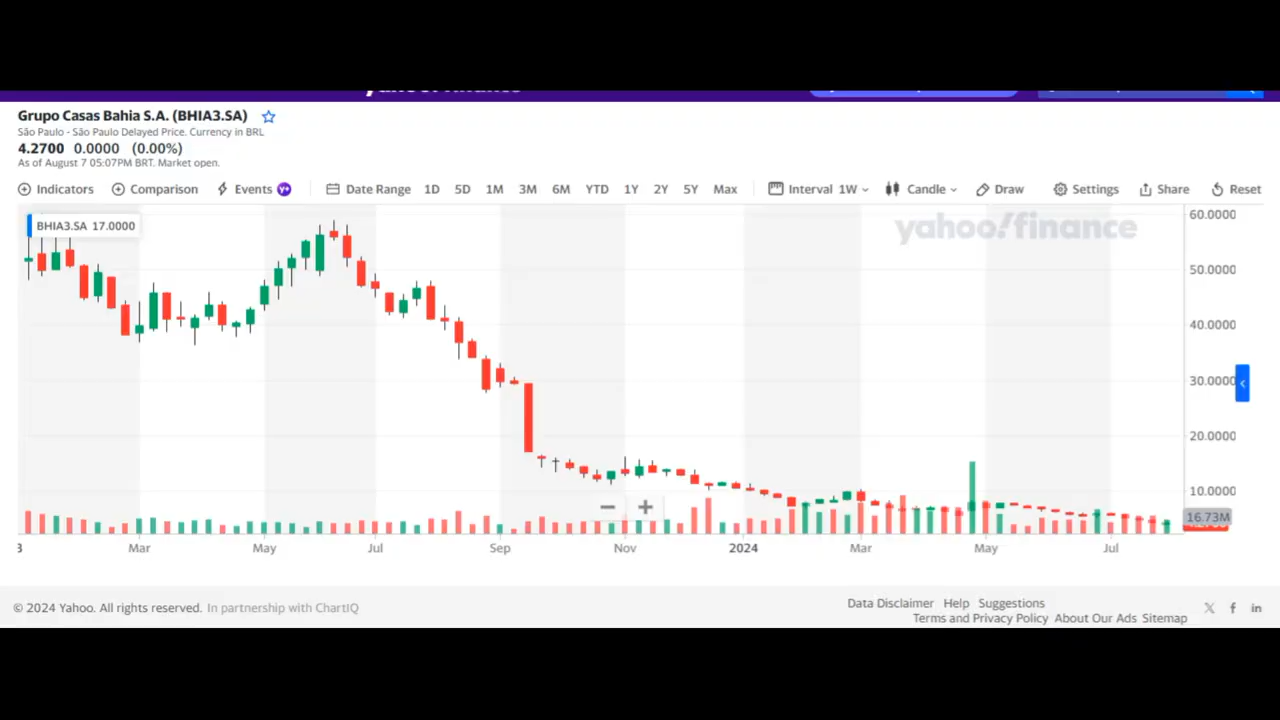 Grupo Casas Bahia S.A. (BHIA3.SA)
São Paulo - São Paulo Delayed Price. Currency in BRL
4.2700 0.0000 (0.00%)
As of August 7 05:07PM BRT. Market open.
Indicators Comparison Events Y+ Date Range 1D 5D 1M 3M 6M YTD 1Y 2Y 5Y Max Interval 1W Candle Draw Settings Share Reset
BHIA3.SA 17.0000
yahoo!finance
60.0000
50.0000
40.0000
30.0000
20.0000
10.0000
16.73M
3 Mar May Jul Sep Nov 2024 Mar May Jul
© 2024 Yahoo. All rights reserved. In partnership with ChartIQ
Data Disclaimer Help Suggestions
Terms and Privacy Policy About Our Ads Sitemap